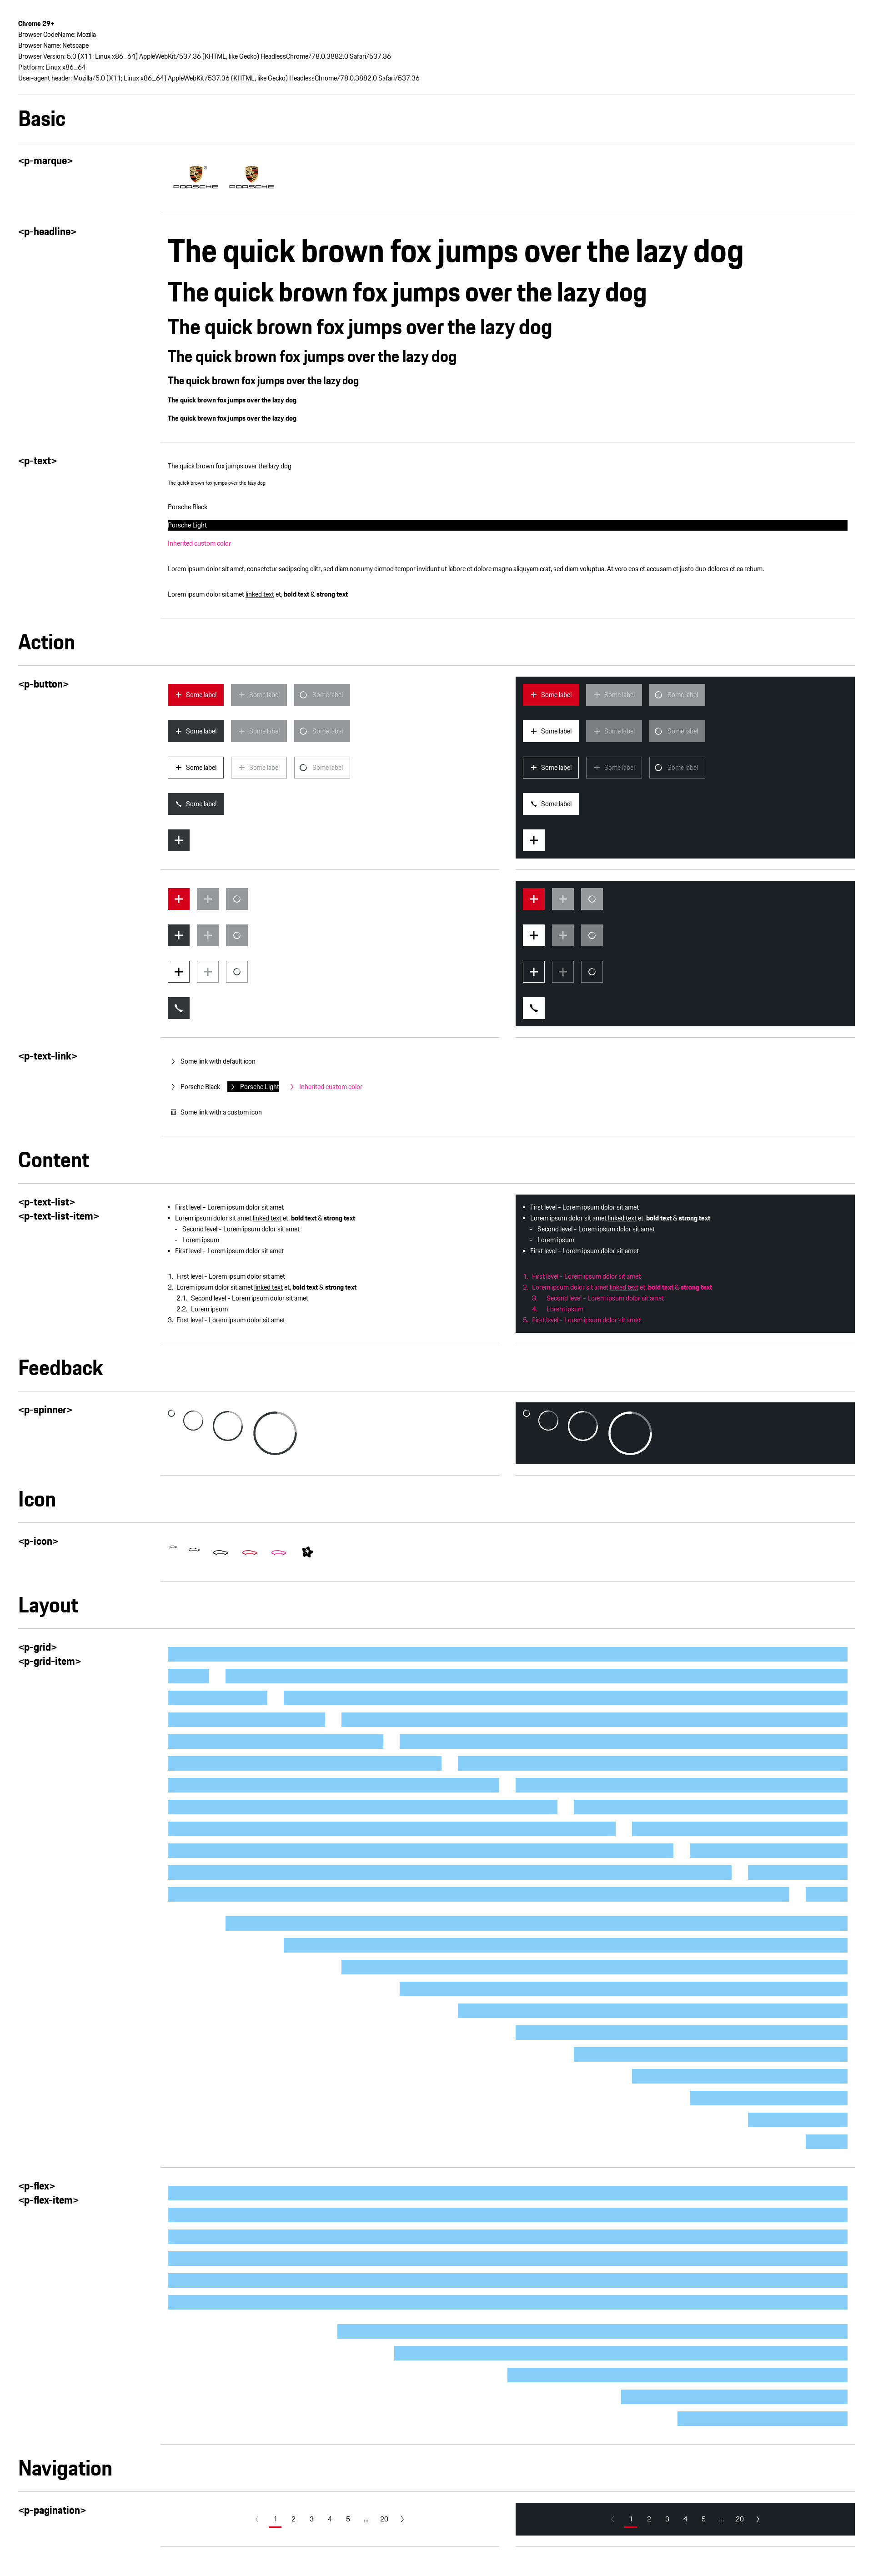 Chrome 29+
Browser CodeName: Mozilla
Browser Name: Netscape
Browser Version: 5.0 (X11; Linux x86_64) AppleWebKit/537.36 (KHTML, like Gecko) HeadlessChrome/78.0.3882.0 Safari/537.36
Platform: Linux x86_64
User-agent header: Mozilla/5.0 (X11; Linux x86_64) AppleWebKit/537.36 (KHTML, like Gecko) HeadlessChrome/78.0.3882.0 Safari/537.36
Basic
<p-marque>
PORSCHE PORSCHE
<p-headline>
The quick brown fox jumps over the lazy dog
The quick brown fox jumps over the lazy dog
The quick brown fox jumps over the lazy dog
The quick brown fox jumps over the lazy dog
The quick brown fox jumps over the lazy dog
The quick brown fox jumps over the lazy dog
The quick brown fox jumps over the lazy dog
<p-text>
The quick brown fox jumps over the lazy dog
The quick brown fox jumps over the lazy dog
Porsche Black
Porsche Light
Inherited custom color
Lorem ipsum dolor sit amet, consetetur sadipscing elitr, sed diam nonumy eirmod tempor invidunt ut labore et dolore magna aliquyam erat, sed diam voluptua. At vero eos et accusam et justo duo dolores et ea rebum.
Lorem ipsum dolor sit amet linked text et, bold text & strong text
Action
<p-button>
Some label Some label Some label
Some label Some label Some label
Some label Some label Some label
Some label
Some label Some label Some label
Some label Some label Some label
Some label Some label Some label
Some label
<p-text-link>
Some link with default icon
Porsche Black Porsche Light Inherited custom color
Some link with a custom icon
Content
<p-text-list>
<p-text-list-item>
• First level - Lorem ipsum dolor sit amet
• Lorem ipsum dolor sit amet linked text et, bold text & strong text
- Second level - Lorem ipsum dolor sit amet
- Lorem ipsum
• First level - Lorem ipsum dolor sit amet
1. First level - Lorem ipsum dolor sit amet
2. Lorem ipsum dolor sit amet linked text et, bold text & strong text
2.1. Second level - Lorem ipsum dolor sit amet
2.2. Lorem ipsum
3. First level - Lorem ipsum dolor sit amet
• First level - Lorem ipsum dolor sit amet
• Lorem ipsum dolor sit amet linked text et, bold text & strong text
- Second level - Lorem ipsum dolor sit amet
- Lorem ipsum
• First level - Lorem ipsum dolor sit amet
1. First level - Lorem ipsum dolor sit amet
2. Lorem ipsum dolor sit amet linked text et, bold text & strong text
3. Second level - Lorem ipsum dolor sit amet
4. Lorem ipsum
5. First level - Lorem ipsum dolor sit amet
Feedback
<p-spinner>
Icon
<p-icon>
Layout
<p-grid>
<p-grid-item>
<p-flex>
<p-flex-item>
Navigation
<p-pagination>
1 2 3 4 5 ... 20
1 2 3 4 5 ... 20